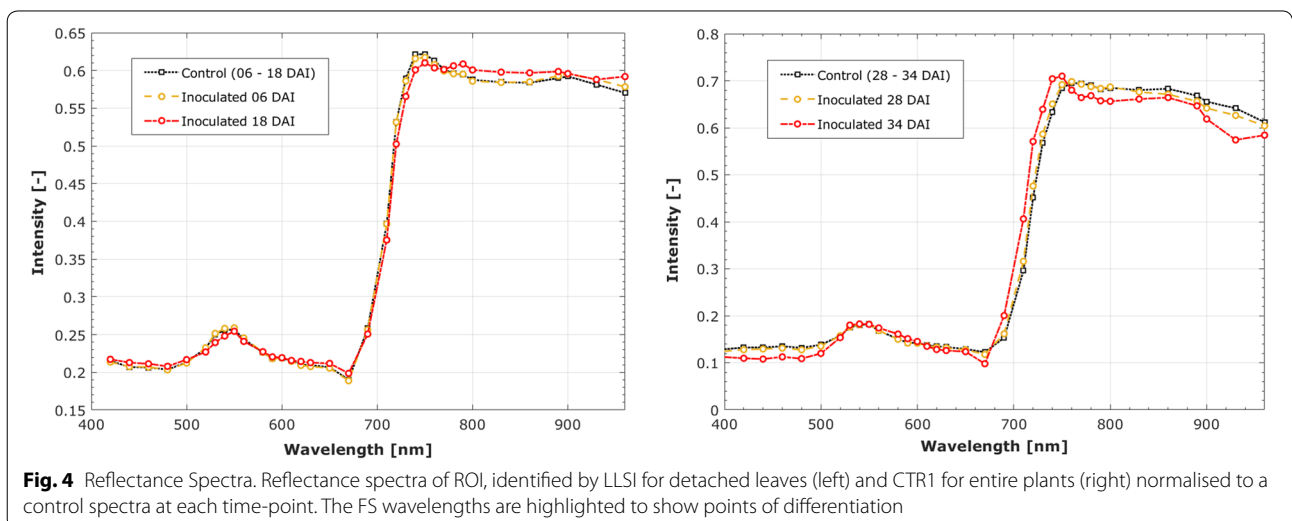 0.65
0.6
0.55
0.5
0.45
0.4
0.35
0.3
0.25
0.2
0.15
Intensity [-]
Control (06 - 18 DAI)
Inoculated 06 DAI
Inoculated 18 DAI
400 500 600 700 800 900
Wavelength [nm]
0.8
0.7
0.6
0.5
0.4
0.3
0.2
0.1
0
Intensity [-]
Control (28 - 34 DAI)
Inoculated 28 DAI
Inoculated 34 DAI
400 500 600 700 800 900
Wavelength [nm]
Fig. 4 Reflectance Spectra. Reflectance spectra of ROI, identified by LLSI for detached leaves (left) and CTR1 for entire plants (right) normalised to a
control spectra at each time-point. The FS wavelengths are highlighted to show points of differentiation